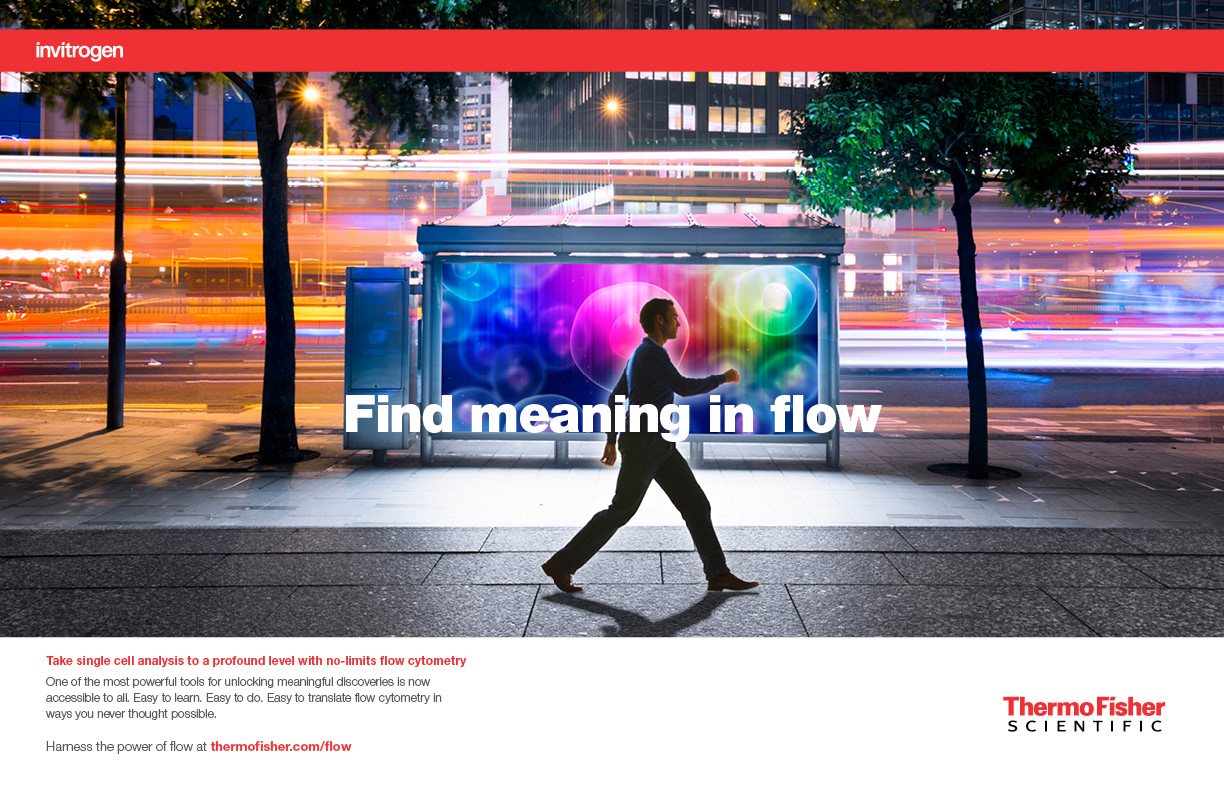 invitrogen
Find meaning in flow
Take single cell analysis to a profound level with no-limits flow cytometry
One of the most powerful tools for unlocking meaningful discoveries is now
accessible to all. Easy to learn. Easy to do. Easy to translate flow cytometry in
ways you never thought possible.
Harness the power of flow at thermofisher.com/flow
ThermoFisher
SCIENTIFIC